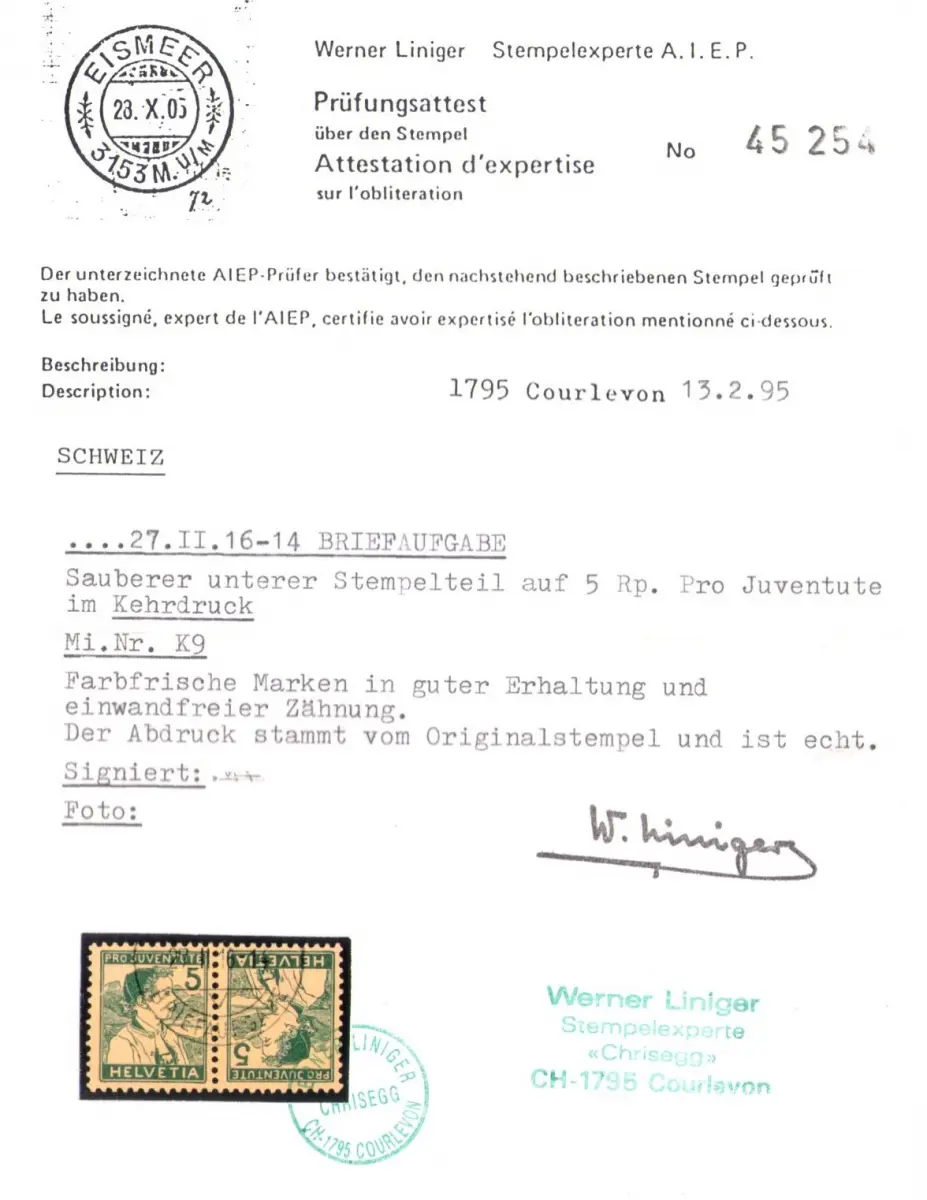 EISMEER
28.X.05
3153 M.ü/M
72
Werner Liniger Stempelexperte A.I.E.P.
Prüfungsattest
über den Stempel
Attestation d'expertise
sur l'obliteration
No 45 254
Der unterzeichnete AIEP-Prüfer bestätigt, den nachstehend beschriebenen Stempel geprüft
zu haben.
Le soussigné, expert de l'AIEP, certifie avoir expertisé l'obliteration mentionné ci-dessous.
Beschreibung:
Description:
1795 Courlevon 13.2.95
SCHWEIZ
....27.II.16-14 BRIEFAUFGABE
Sauberer unterer Stempelteil auf 5 Rp. Pro Juventute
im Kehrdruck
Mi.Nr. K9
Farbfrische Marken in guter Erhaltung und
einwandfreier Zähnung.
Der Abdruck stammt vom Originalstempel und ist echt.
Signiert:
Foto:
W. Liniger
PRO JUVENTUTE
5
HELVETIA
HELVETIA
5
PRO JUVENTUTE
LINIGER
CHRISEGG
CH-1795 COURLEVON
Werner Liniger
Stempelexperte
«Chrisegg»
CH-1795 Courlevon